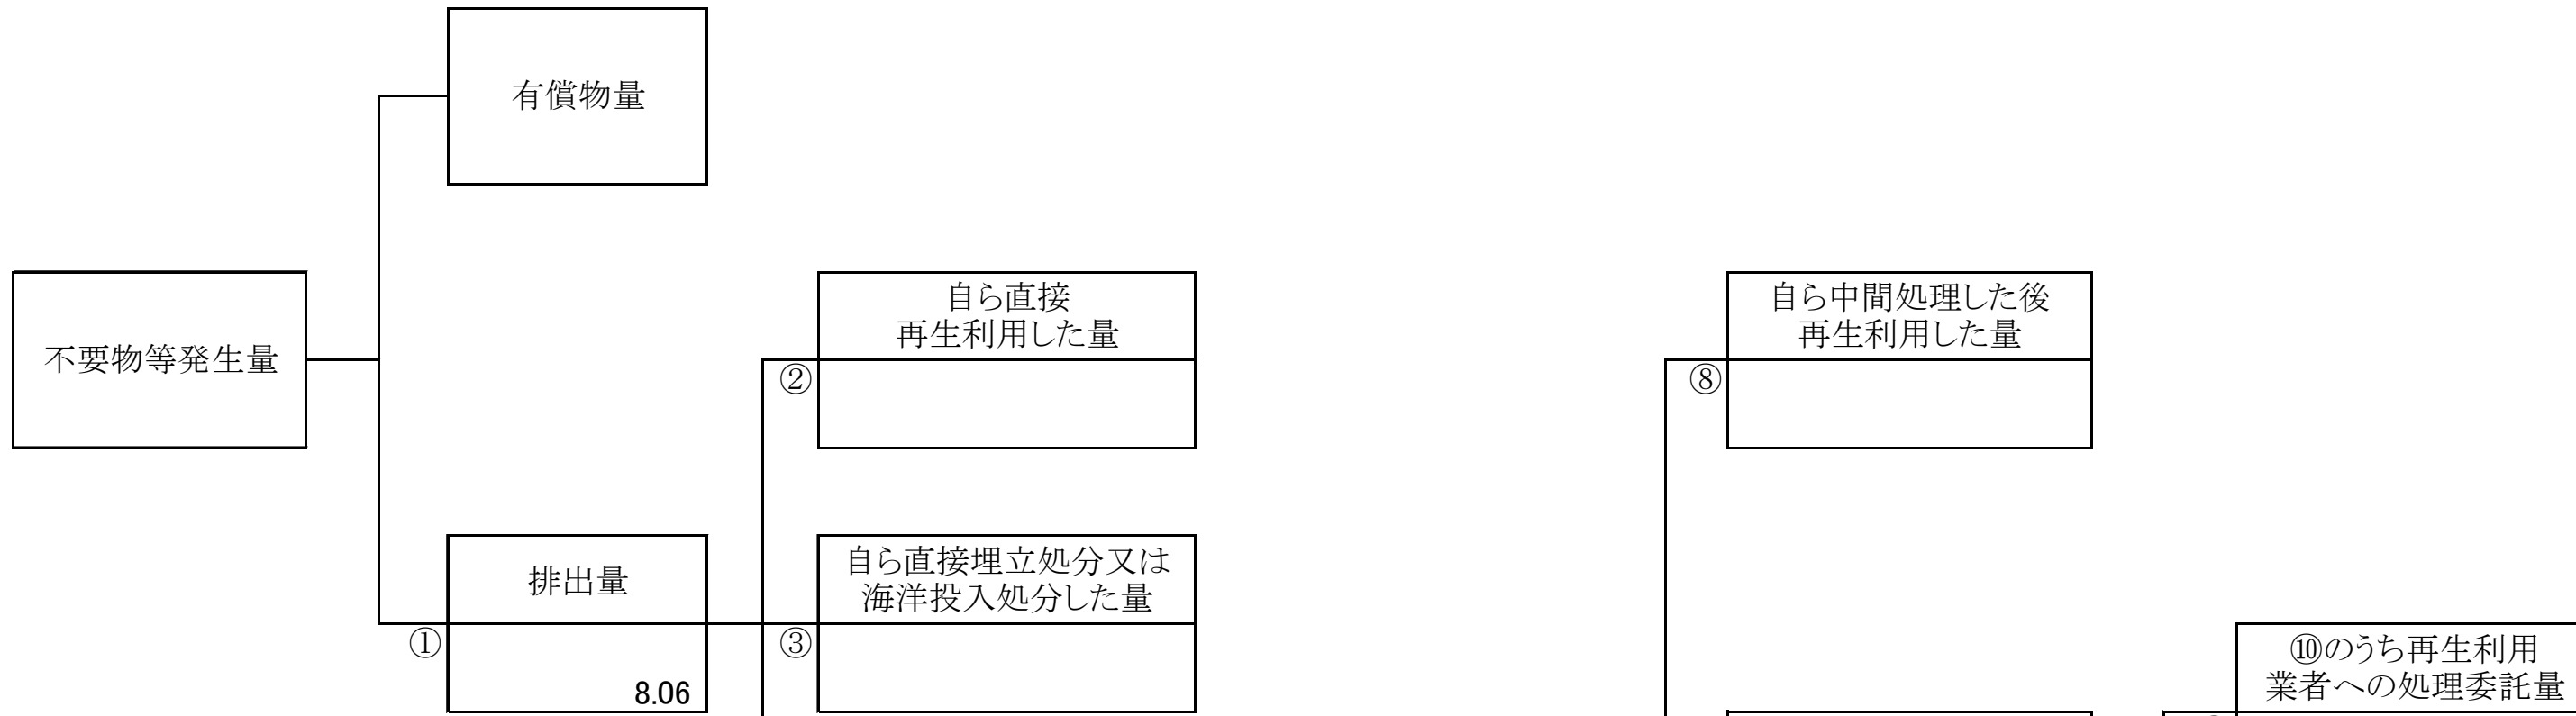 有償物量
不要物等発生量
自ら直接
再生利用した量
②
自ら中間処理した後
再生利用した量
⑧
排出量
①
8.06
自ら直接埋立処分又は
海洋投入処分した量
③
⑩のうち再生利用
業者への処理委託量